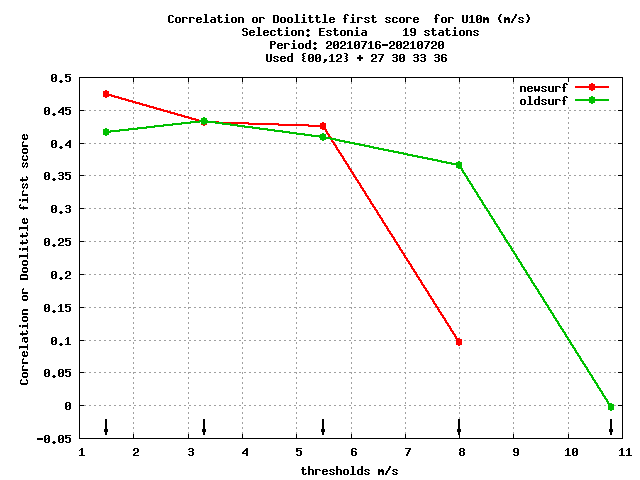 Correlation or Doolittle first score  for U10m (m/s)
Selection: Estonia     19 stations
Period: 20210716-20210720
Used {00,12} + 27 30 33 36
newsurf
oldsurf
Correlation or Doolittle first score
0.5
0.45
0.4
0.35
0.3
0.25
0.2
0.15
0.1
0.05
0
-0.05
1 2 3 4 5 6 7 8 9 10 11
thresholds m/s